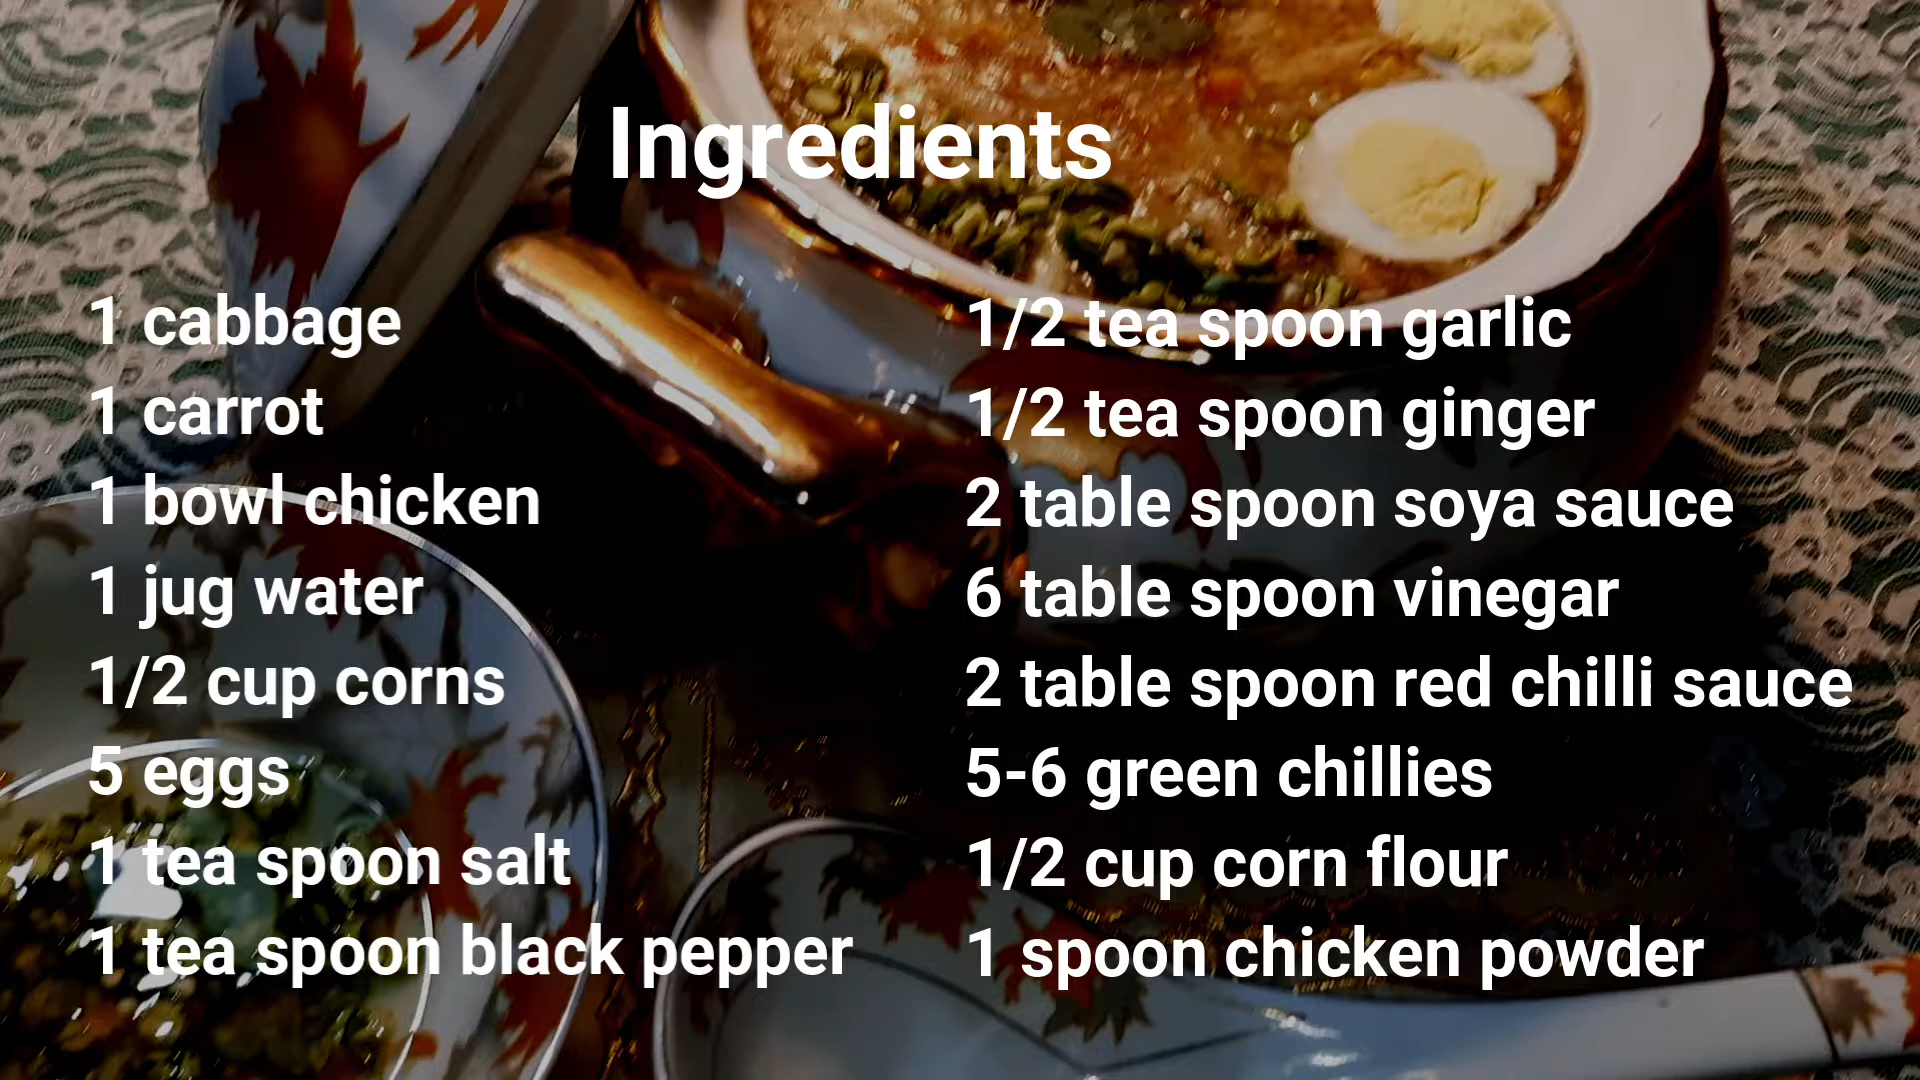 Ingredients
1 cabbage
1 carrot
1 bowl chicken
1 jug water
1/2 cup corns
5 eggs
1 tea spoon salt
1 tea spoon black pepper
1/2 tea spoon garlic
1/2 tea spoon ginger
2 table spoon soya sauce
6 table spoon vinegar
2 table spoon red chilli sauce
5-6 green chillies
1/2 cup corn flour
1 spoon chicken powder